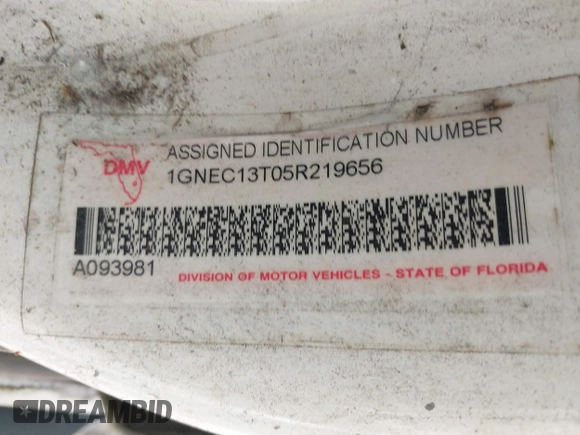 DMV
ASSIGNED IDENTIFICATION NUMBER
1GNEC13T05R219656
A093981
DIVISION OF MOTOR VEHICLES - STATE OF FLORIDA
DREAMBID